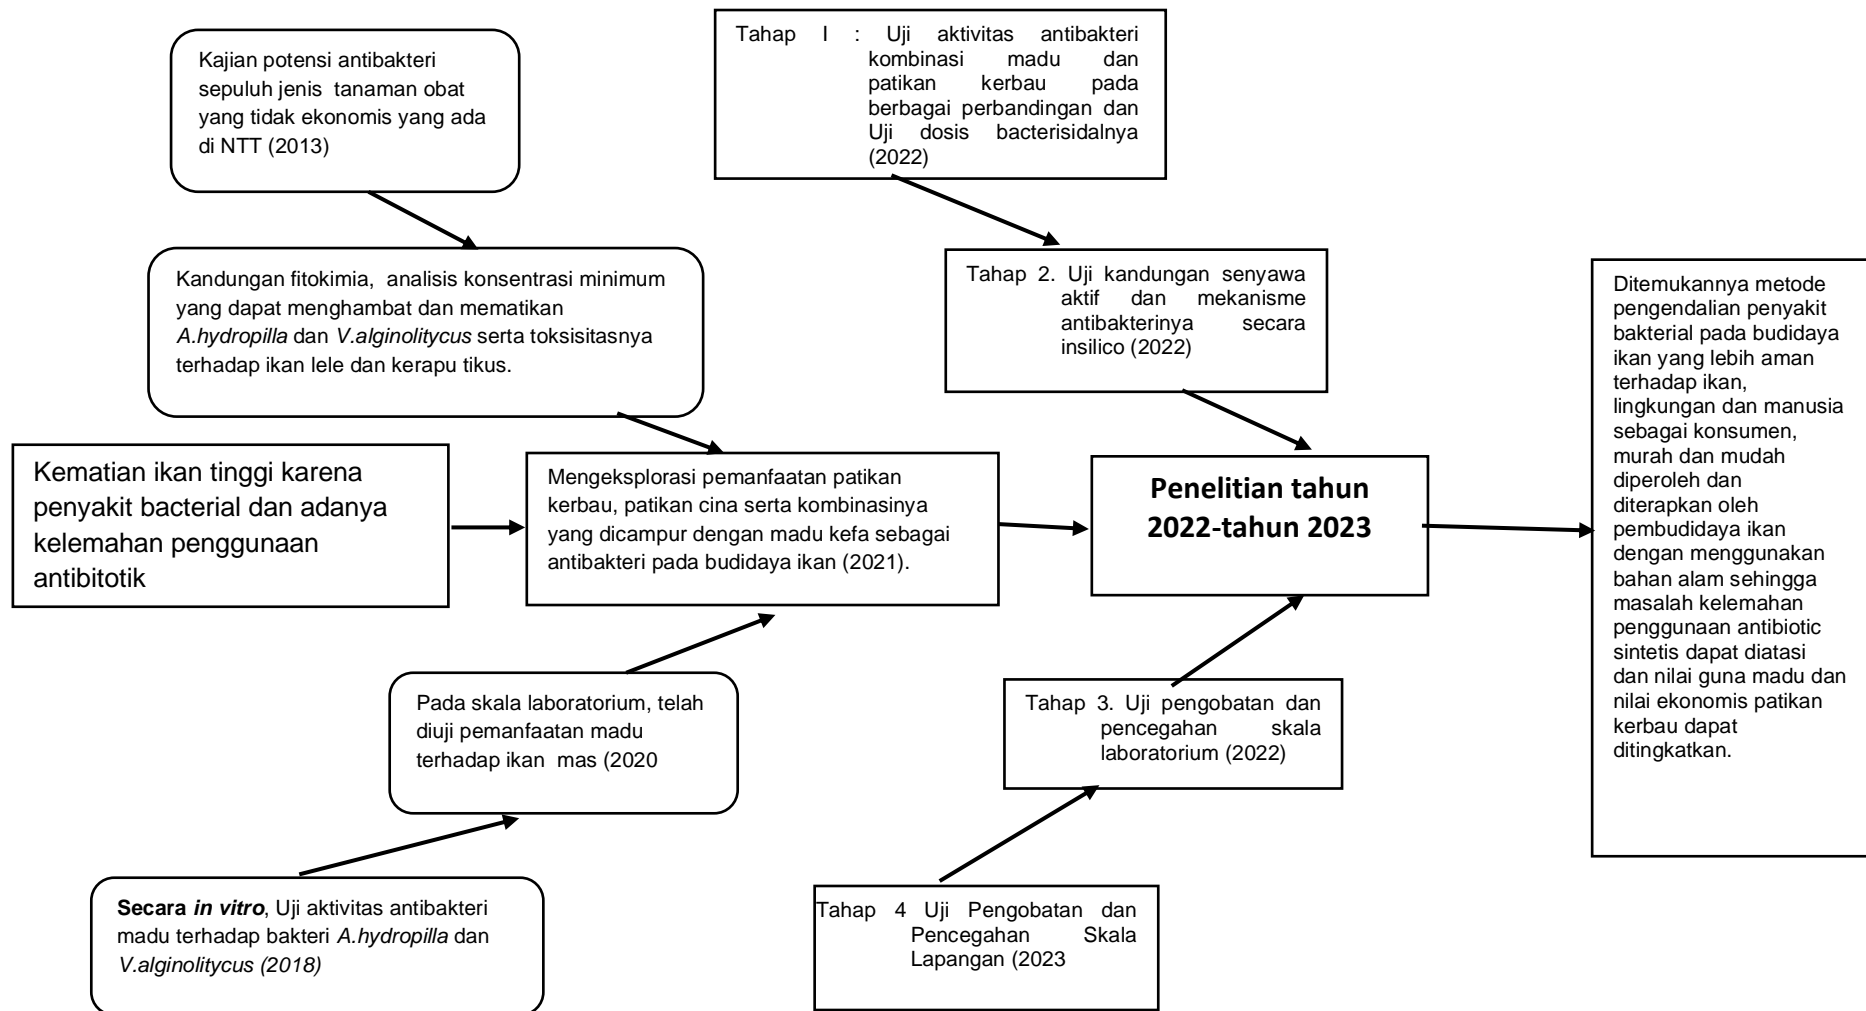 Kajian potensi antibakteri
sepuluh jenis tanaman obat
yang tidak ekonomis yang ada
di NTT (2013)
Tahap I : Uji aktivitas antibakteri
kombinasi madu dan
patikan kerbau pada
berbagai perbandingan dan
Uji dosis bacterisidalnya
(2022)
Kandungan fitokimia, analisis konsentrasi minimum
yang dapat menghambat dan mematikan
A.hydropilla dan V.alginolitycus serta toksisitasnya
terhadap ikan lele dan kerapu tikus.
Tahap 2. Uji kandungan senyawa
aktif dan mekanisme
antibakterinya secara
insilico (2022)
Kematian ikan tinggi karena
penyakit bacterial dan adanya
kelemahan penggunaan
antibitotik
Mengeksplorasi pemanfaatan patikan
kerbau, patikan cina serta kombinasinya
yang dicampur dengan madu kefa sebagai
antibakteri pada budidaya ikan (2021).
Penelitian tahun
2022-tahun 2023
Ditemukannya metode
pengendalian penyakit
bakterial pada budidaya
ikan yang lebih aman
terhadap ikan,
lingkungan dan manusia
sebagai konsumen,
murah dan mudah
diperoleh dan
diterapkan oleh
pembudidaya ikan
dengan menggunakan
bahan alam sehingga
masalah kelemahan
penggunaan antibiotic
sintetis dapat diatasi
dan nilai guna madu dan
nilai ekonomis patikan
kerbau dapat
ditingkatkan.
Pada skala laboratorium, telah
diuji pemanfaatan madu
terhadap ikan mas (2020
Tahap 3. Uji pengobatan dan
pencegahan skala
laboratorium (2022)
Secara in vitro, Uji aktivitas antibakteri
madu terhadap bakteri A.hydropilla dan
V.alginolitycus (2018)
Tahap 4 Uji Pengobatan dan
Pencegahan Skala
Lapangan (2023